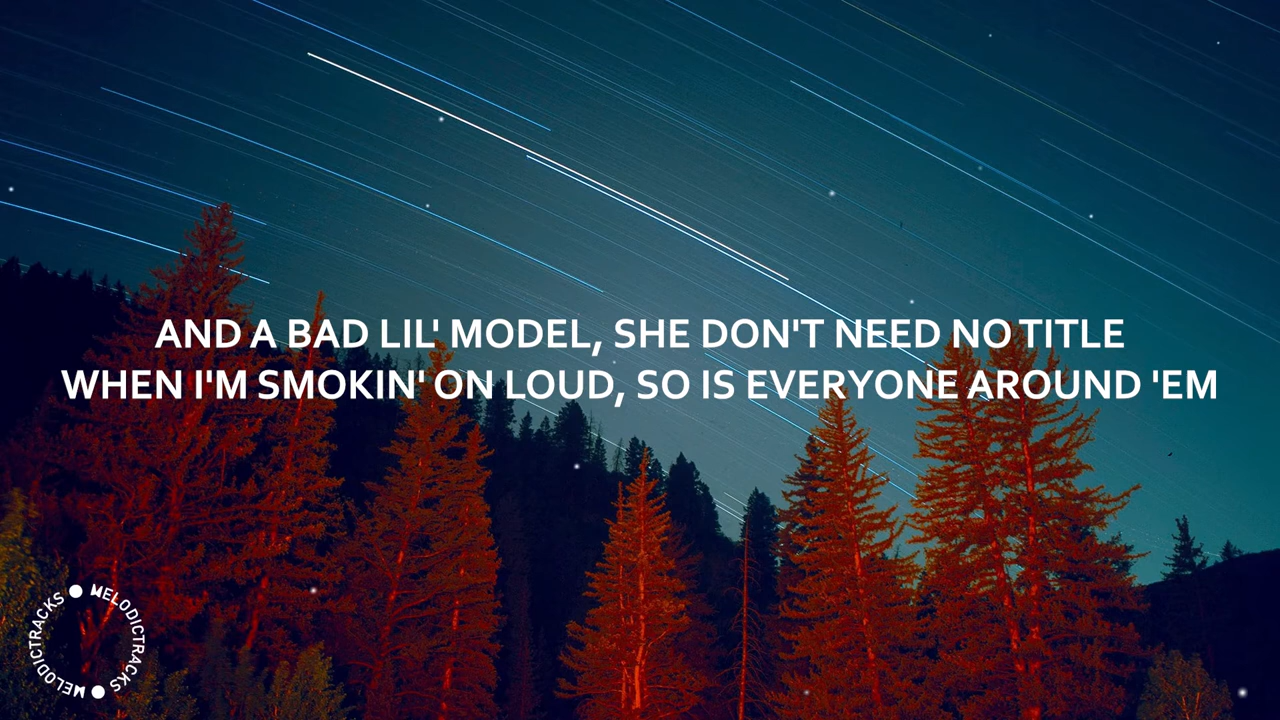 AND A BAD LIL' MODEL, SHE DON'T NEED NO TITLE
WHEN I'M SMOKIN' ON LOUD, SO IS EVERYONE AROUND 'EM
MELODICTRACKS
MELODICTRACKS